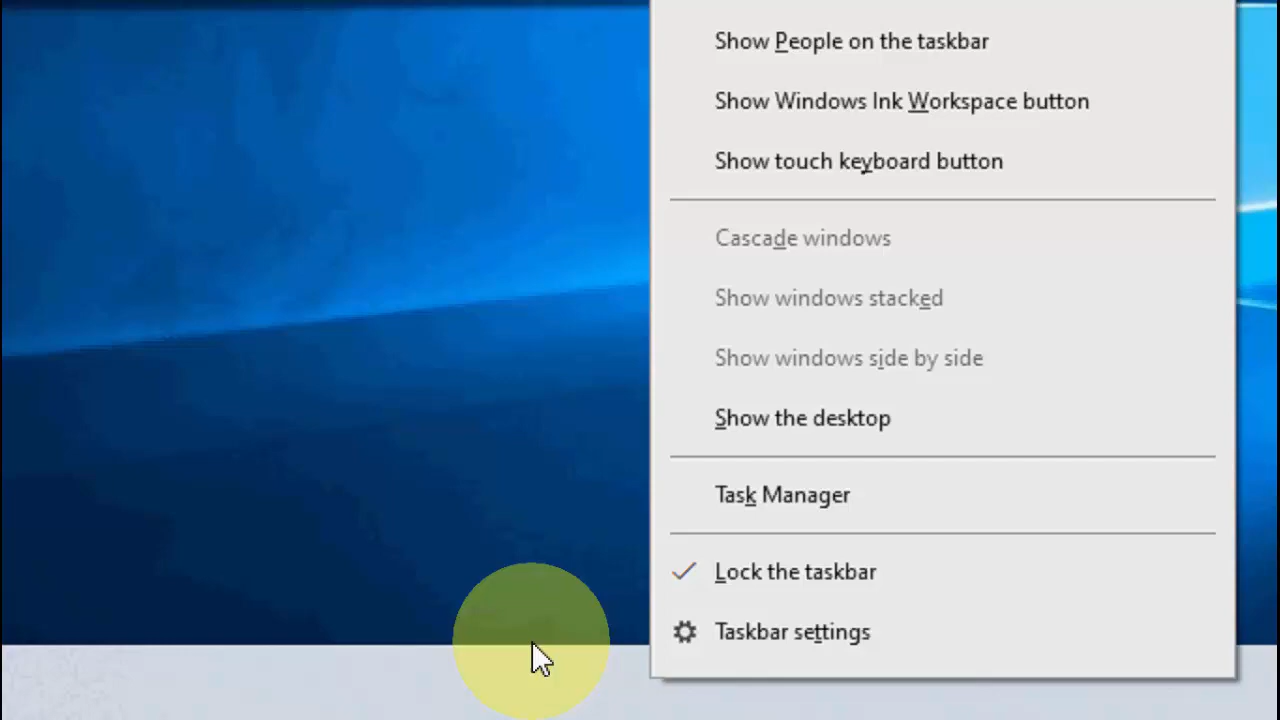 Show People on the taskbar
Show Windows Ink Workspace button
Show touch keyboard button
Cascade windows
Show windows stacked
Show windows side by side
Show the desktop
Task Manager
Lock the taskbar
Taskbar settings